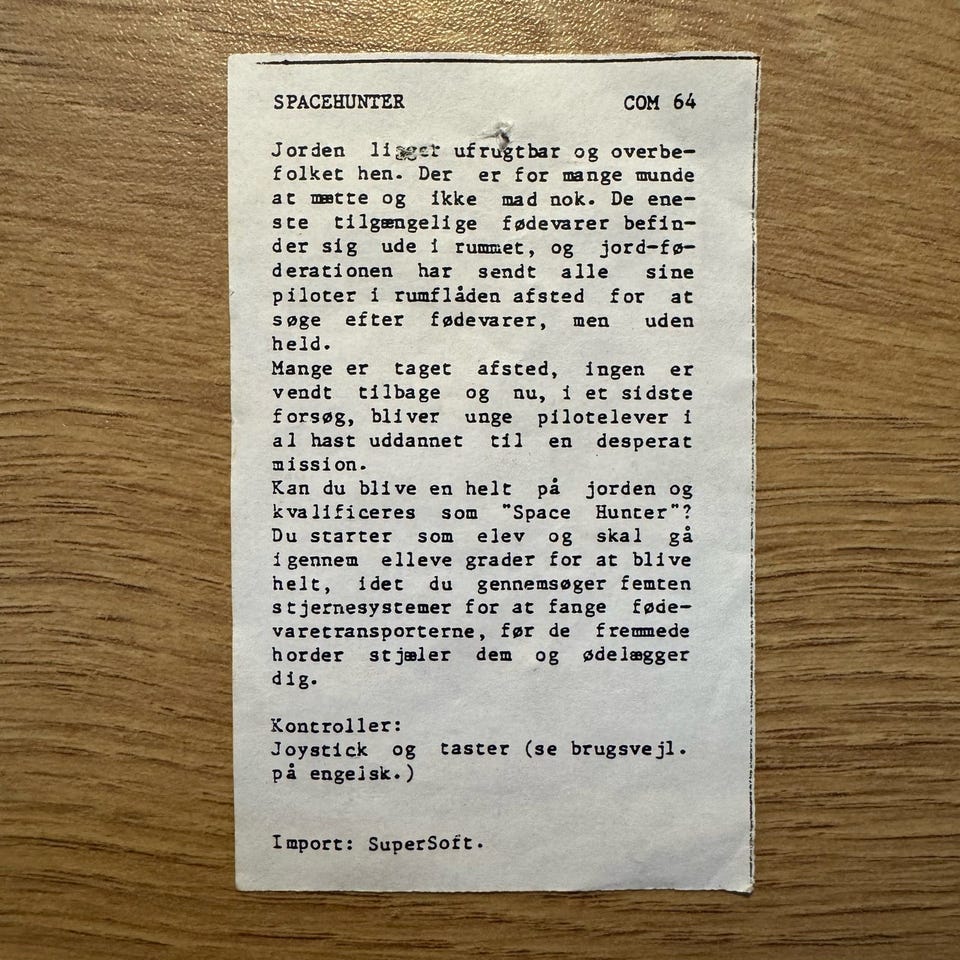 SPACEHUNTER COM 64
Jorden ligger ufrugtbar og overbe-
folket hen. Der er for mange munde
at mætte og ikke mad nok. De ene-
ste tilgængelige fødevarer befin-
der sig ude i rummet, og jord-fø-
derationen har sendt alle sine
piloter i rumflåden afsted for at
søge efter fødevarer, men uden
held.
Mange er taget afsted, ingen er
vendt tilbage og nu, i et sidste
forsøg, bliver unge pilotelever i
al hast uddannet til en desperat
mission.
Kan du blive en helt på jorden og
kvalificeres som "Space Hunter"?
Du starter som elev og skal gå
igennem elleve grader for at blive
helt, idet du gennemsøger femten
stjernesystemer for at fange føde-
varetransporterne, før de fremmede
horder stjæler dem og ødelægger
dig.
Kontroller:
Joystick og taster (se brugsvejl.
på engelsk.)
Import: SuperSoft.